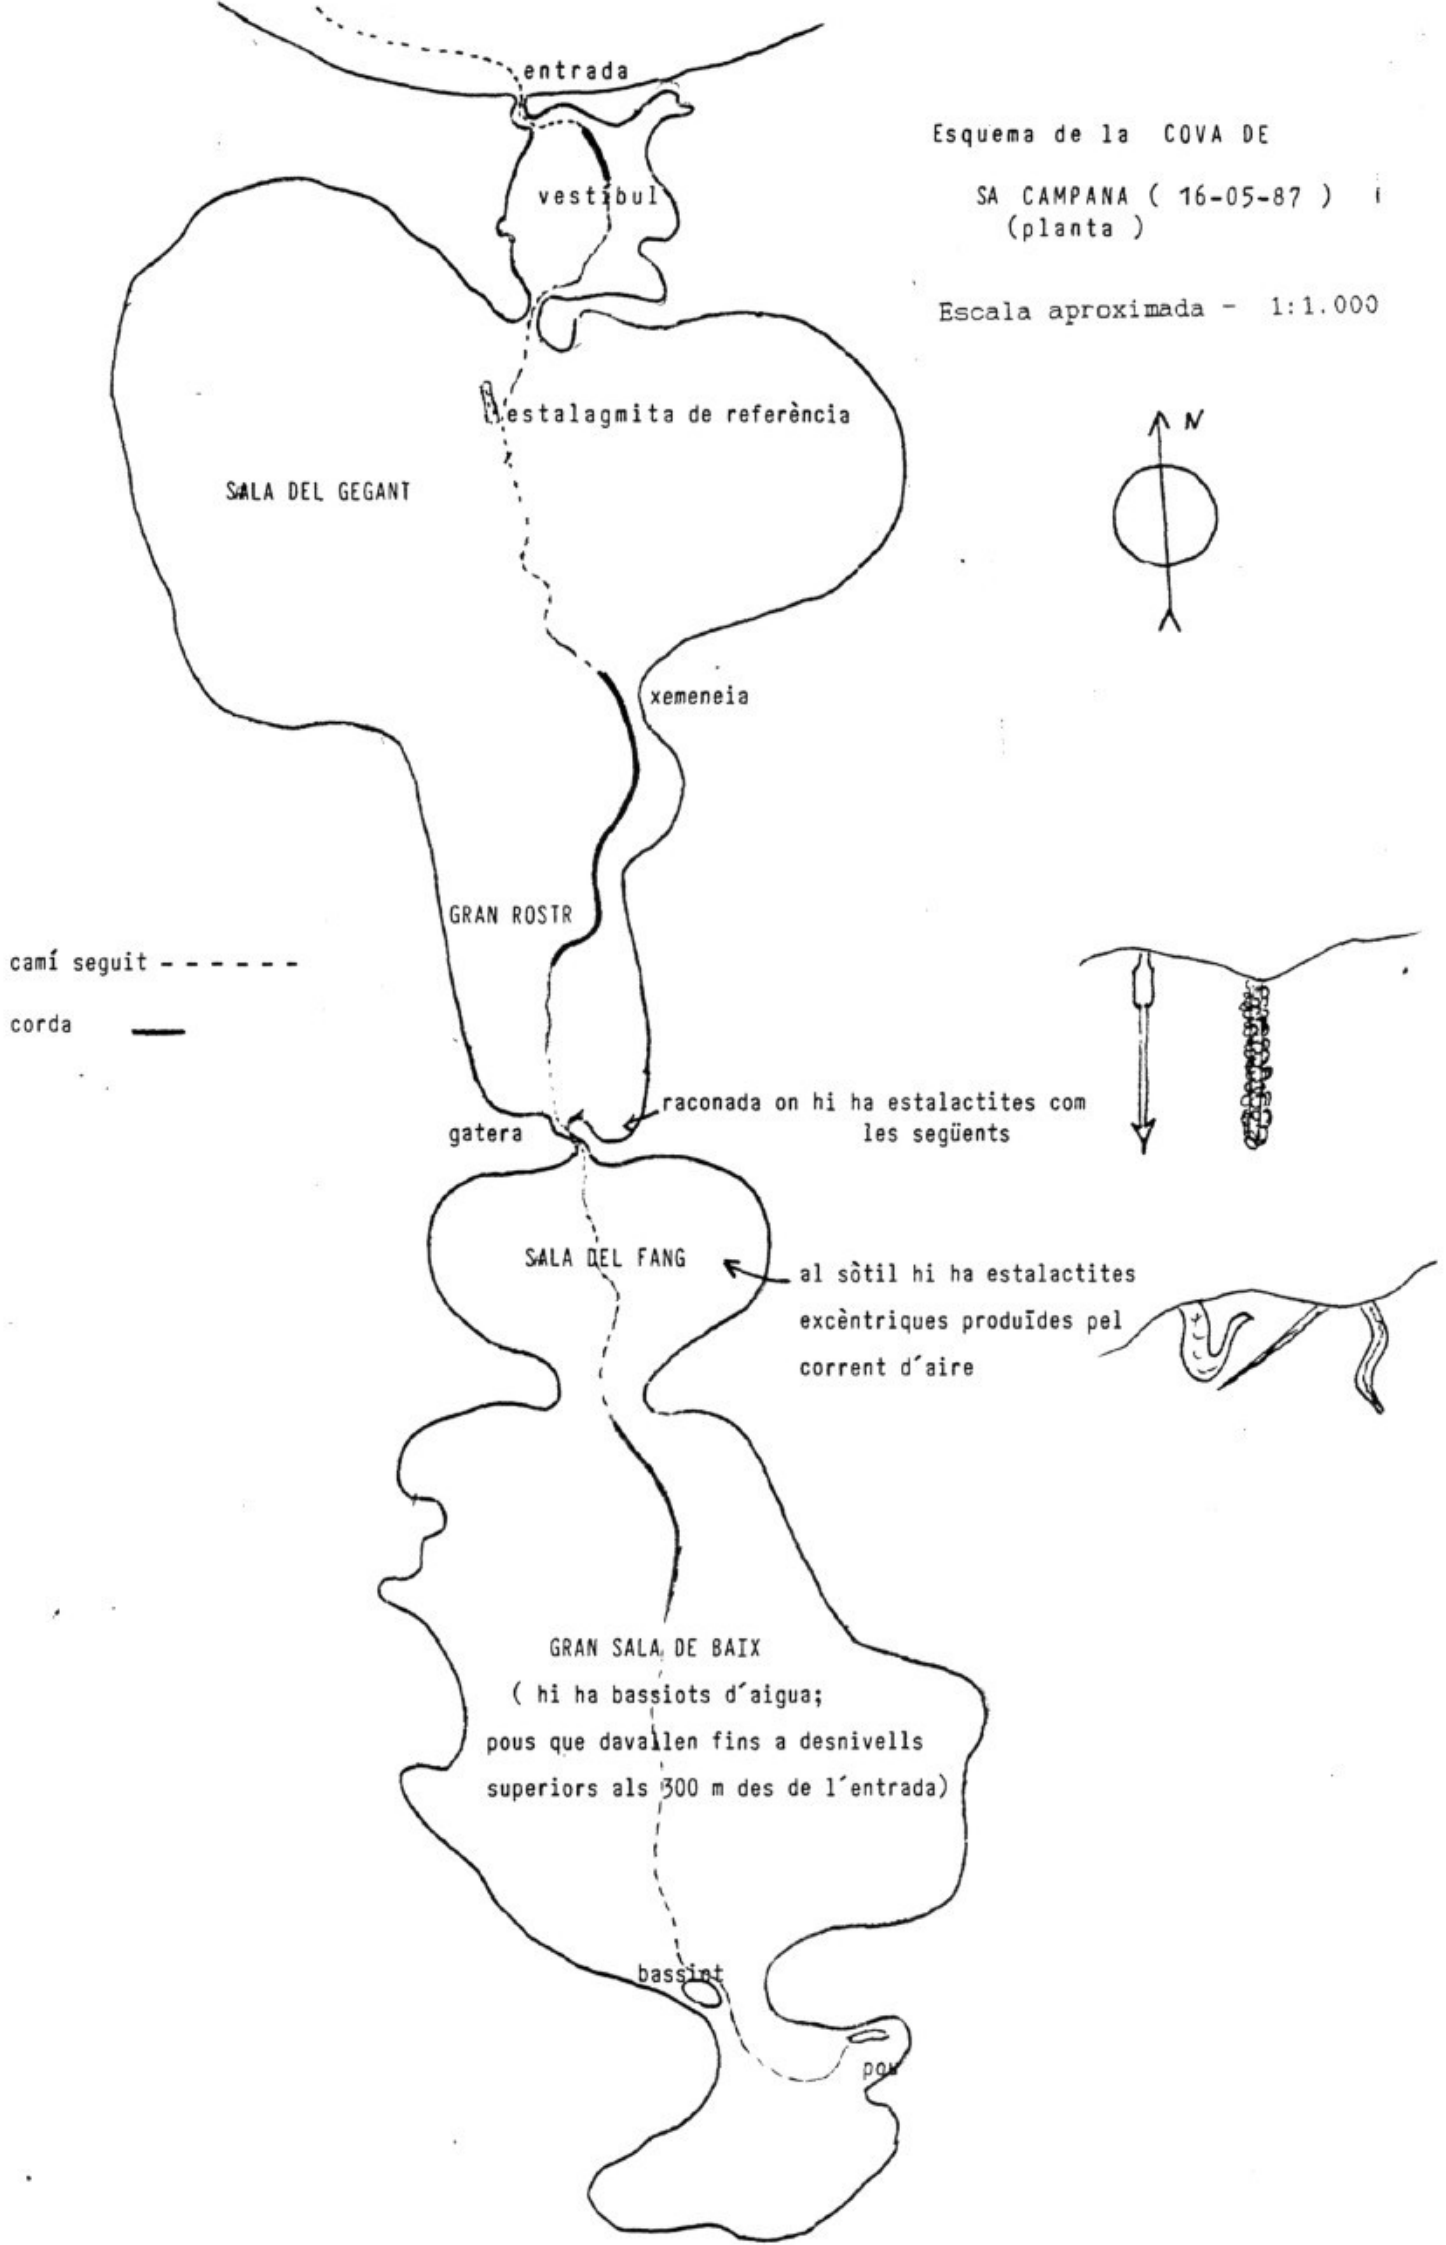 entrada
Esquema de la COVA DE
SA CAMPANA ( 16-05-87 )
(planta )
vestíbul
Escala aproximada - 1:1.000
N
estalagmita de referència
SALA DEL GEGANT
xemeneia
GRAN ROSTR
camí seguit - - - - - -
corda
raconada on hi ha estalactites com
les següents
gatera
SALA DEL FANG
al sòtil hi ha estalactites
excèntriques produïdes pel
corrent d´aire
GRAN SALA DE BAIX
( hi ha bassiots d´aigua;
pous que davallen fins a desnivells
superiors als 300 m des de l´entrada)
bassiot
pou